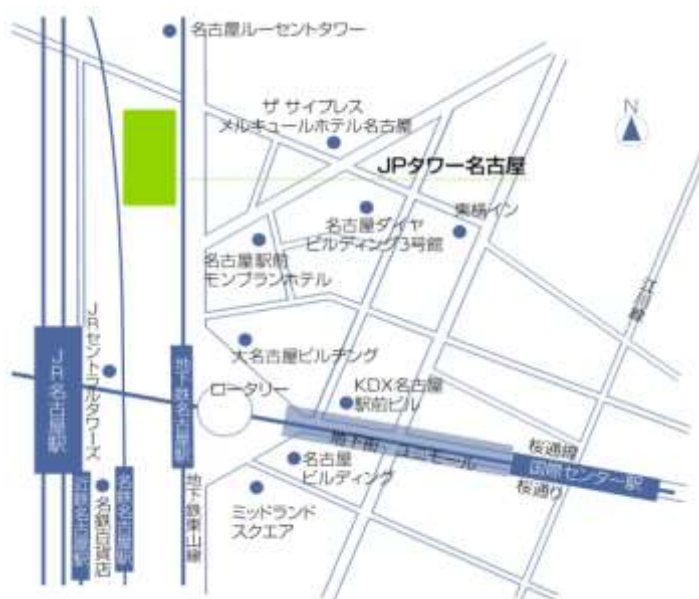 名古屋ルーセントタワー
ザ サイプレス
メルキュールホテル名古屋
N
JPタワー名古屋
東横イン
名古屋ダイヤ
ビルディング3号館
名古屋駅前
モンブランホテル
江川線
JRセントラルタワーズ
大名古屋ビルヂング
JR名古屋駅
地下鉄名古屋駅
ロータリー
KDX名古屋
駅前ビル
地下街 ユニモール
桜通線
国際センター駅
桜通り
名古屋
ビルディング
ミッドランド
スクエア
近鉄名古屋駅
名鉄百貨店
名鉄名古屋駅
地下鉄東山線